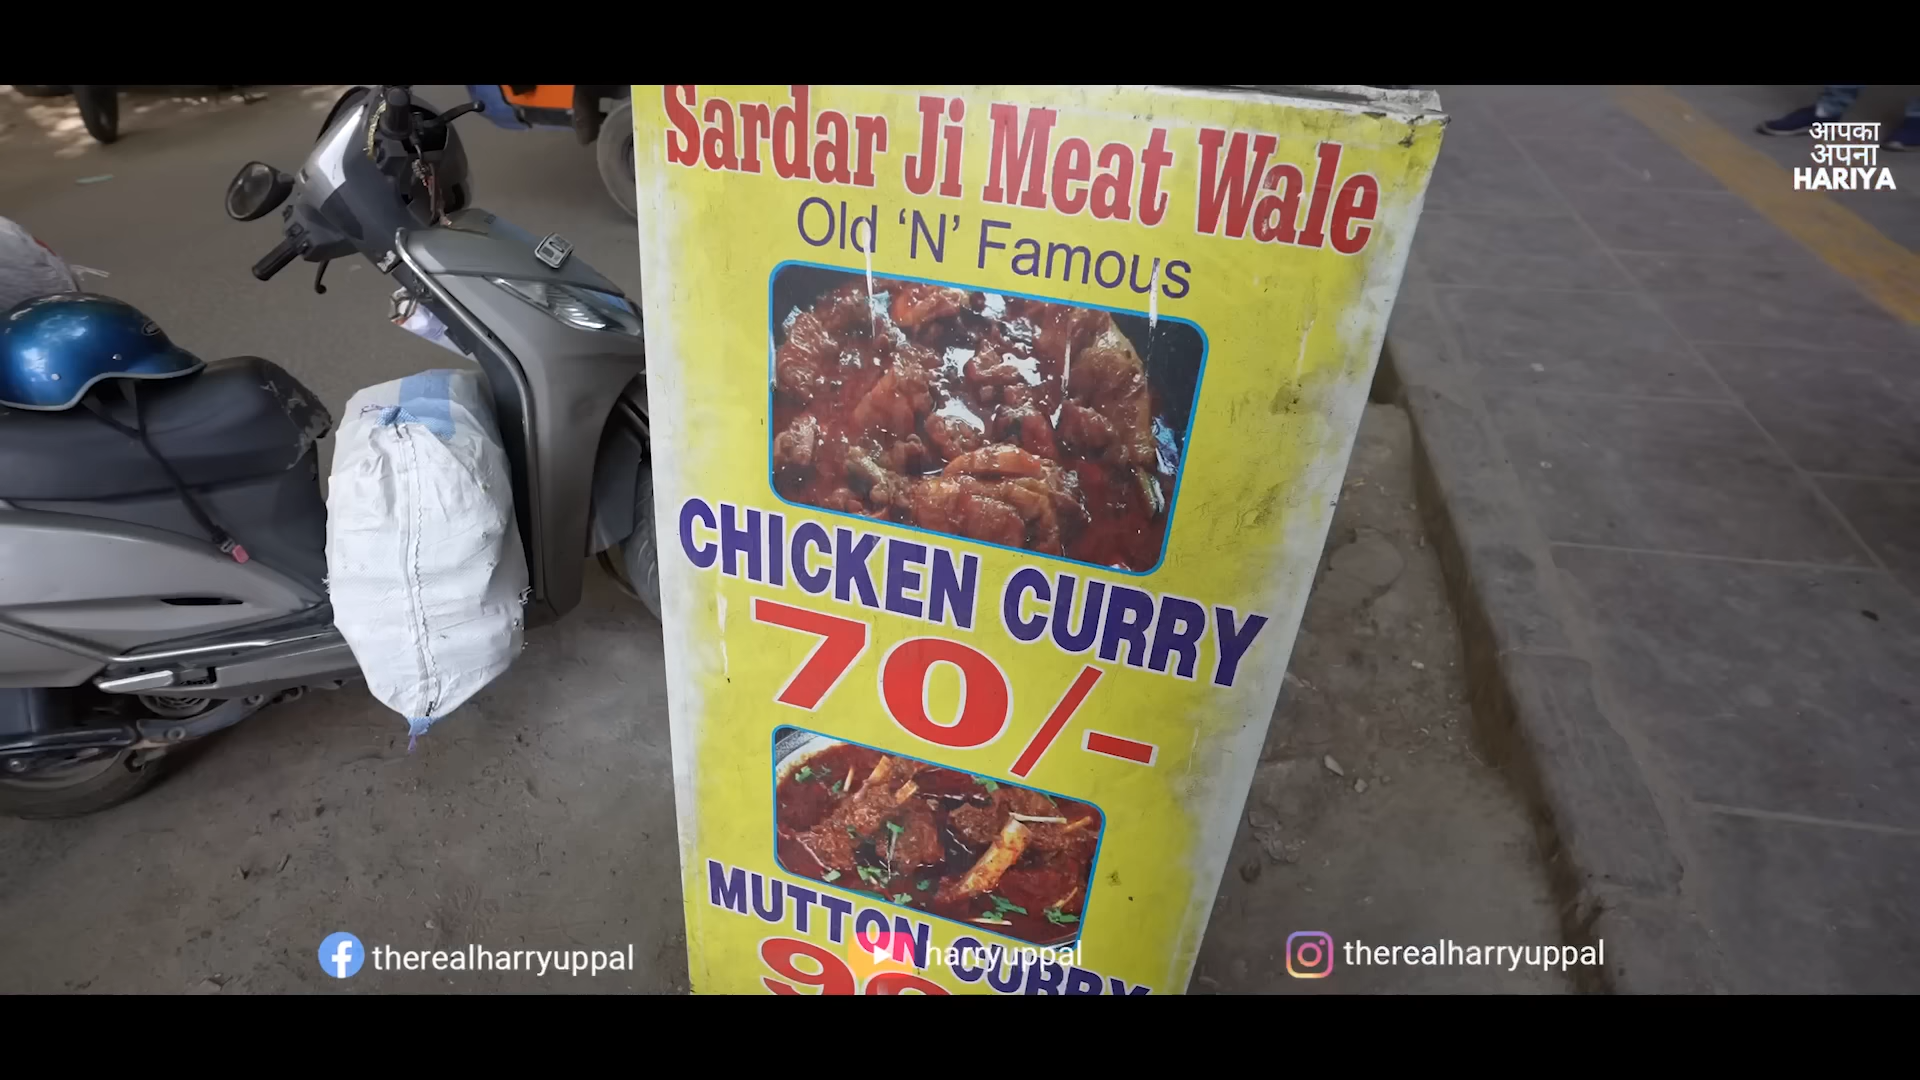 Sardar Ji Meat Wale
Old 'N' Famous
CHICKEN CURRY
70/-
MUTTON CURRY
आपका
अपना
HARIYA
therealharryuppal
harryuppal
therealharryuppal